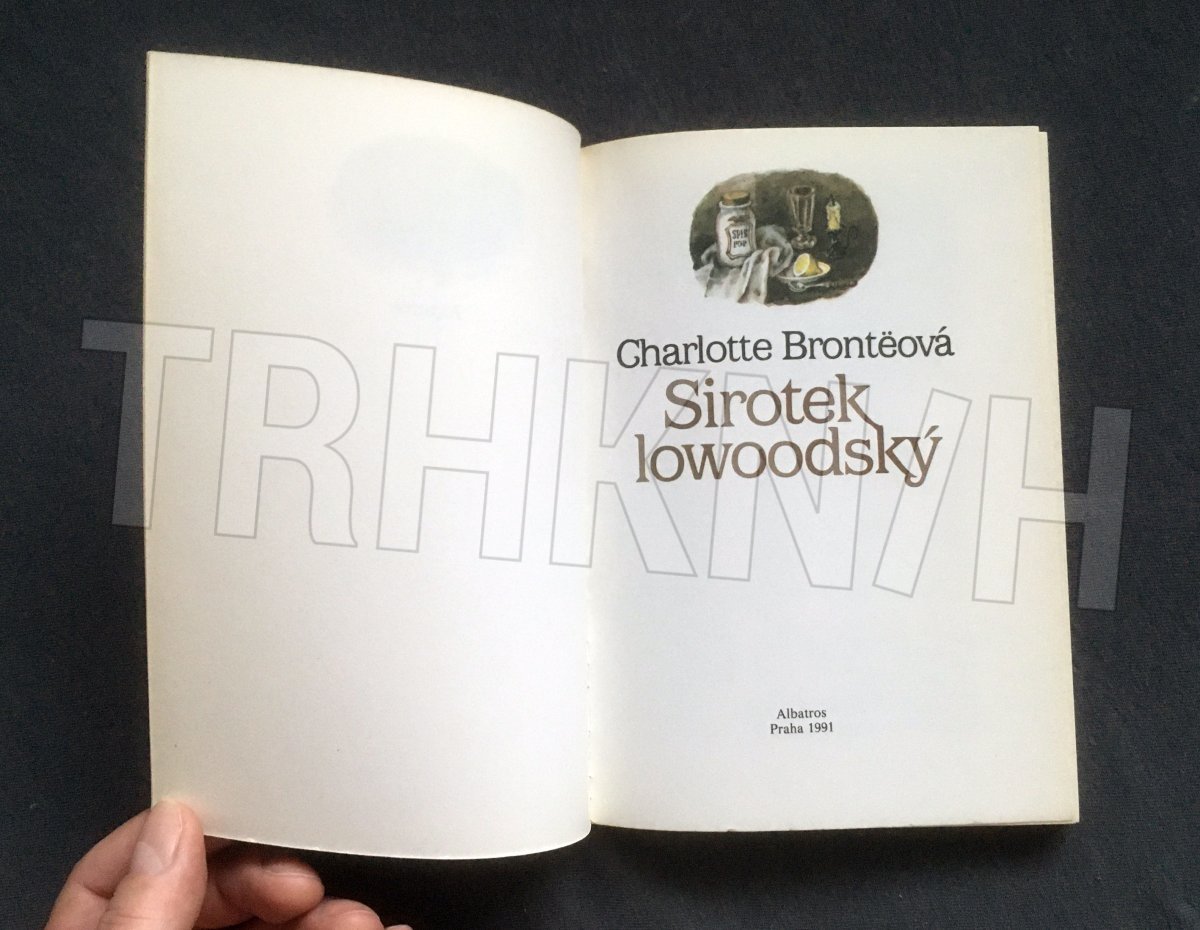 Charlotte Brontëová
Sirotek
lowoodský
Albatros
Praha 1991
TRHKNIH